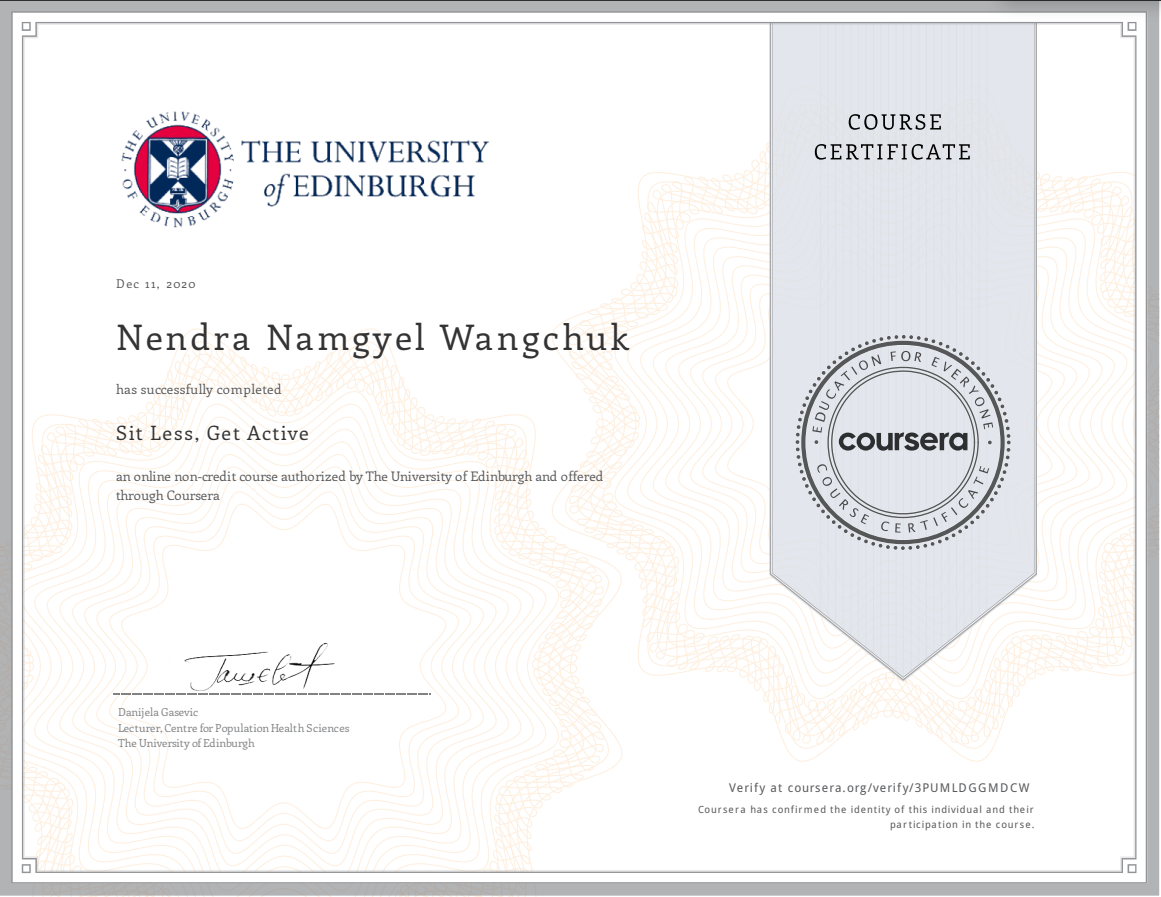 THE UNIVERSITY OF EDINBURGH
THE UNIVERSITY
of EDINBURGH
COURSE
CERTIFICATE
Dec 11, 2020
Nendra Namgyel Wangchuk
has successfully completed
Sit Less, Get Active
an online non-credit course authorized by The University of Edinburgh and offered
through Coursera
EDUCATION FOR EVERYONE
coursera
COURSE CERTIFICATE
Danijela Gasevic
Lecturer, Centre for Population Health Sciences
The University of Edinburgh
Verify at coursera.org/verify/3PUMLDGGMDCW
Coursera has confirmed the identity of this individual and their
participation in the course.